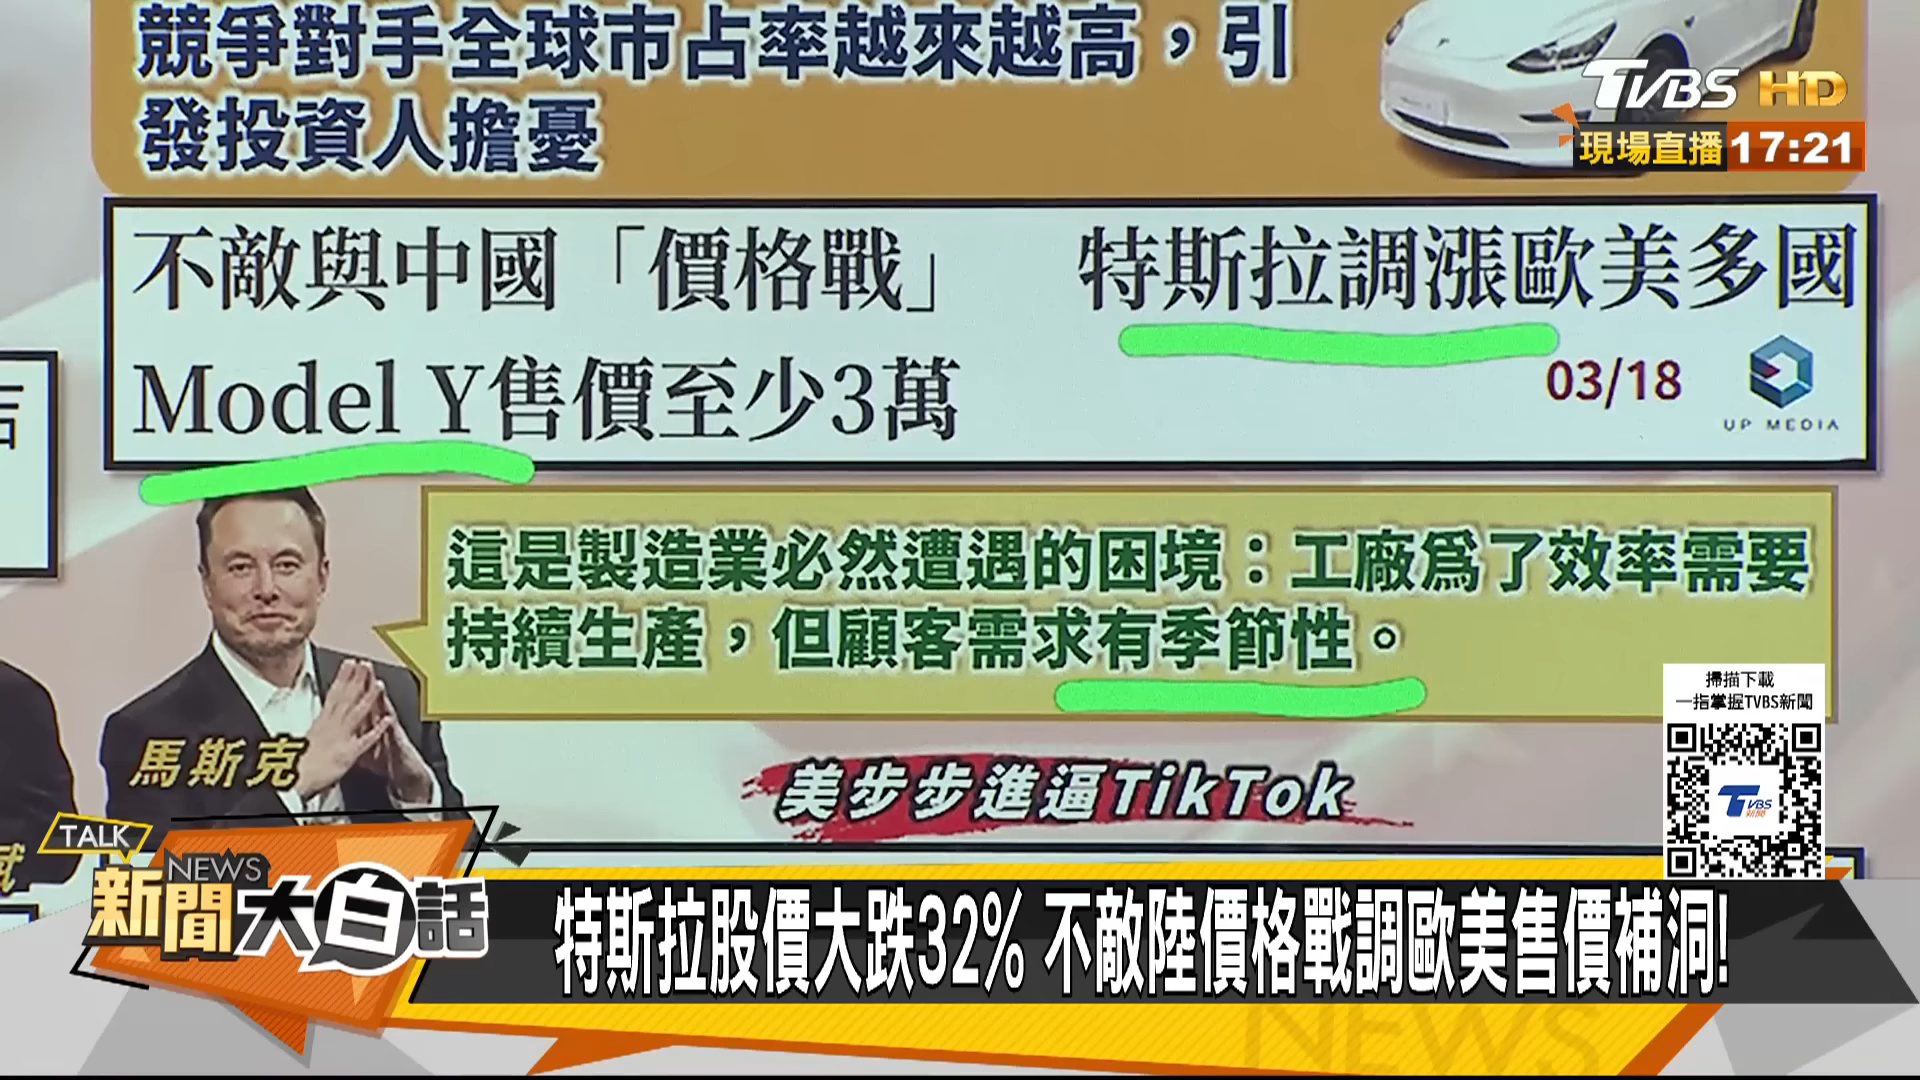 競爭對手全球市占率越來越高，引
發投資人擔憂
TVBS HD
現場直播 17:21
不敵與中國「價格戰」 特斯拉調漲歐美多國
Model Y售價至少3萬
03/18
UP MEDIA
這是製造業必然遭遇的困境：工廠為了效率需要
持續生產，但顧客需求有季節性。
掃描下載
一指掌握TVBS新聞
TVBS
新聞
馬斯克
美步步進逼TikTok
TALK
NEWS
新聞大白話
特斯拉股價大跌32% 不敵陸價格戰調歐美售價補洞!
NEWS